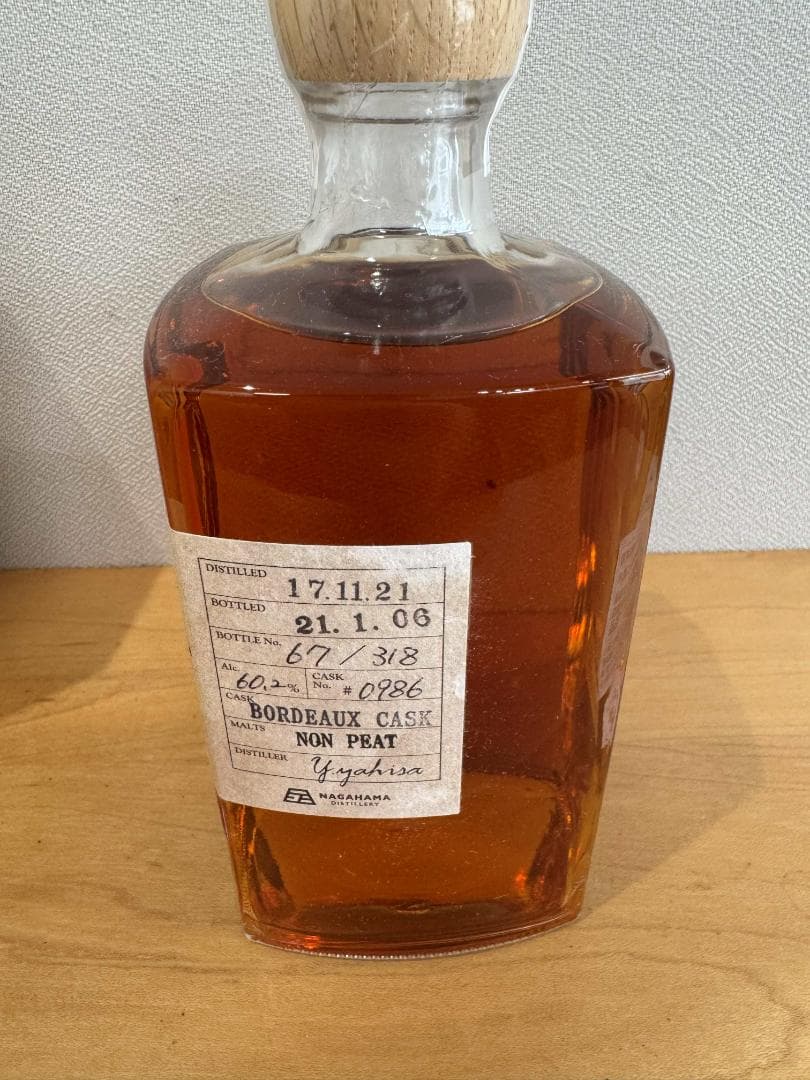 DISTILLED 17.11.21
BOTTLED 21.1.06
BOTTLE No. 67/318
Alc. 60.2% CASK No. #0986
CASK BORDEAUX CASK
MALTS NON PEAT
DISTILLER Y.yahisa
NAGAHAMA
DISTILLERY